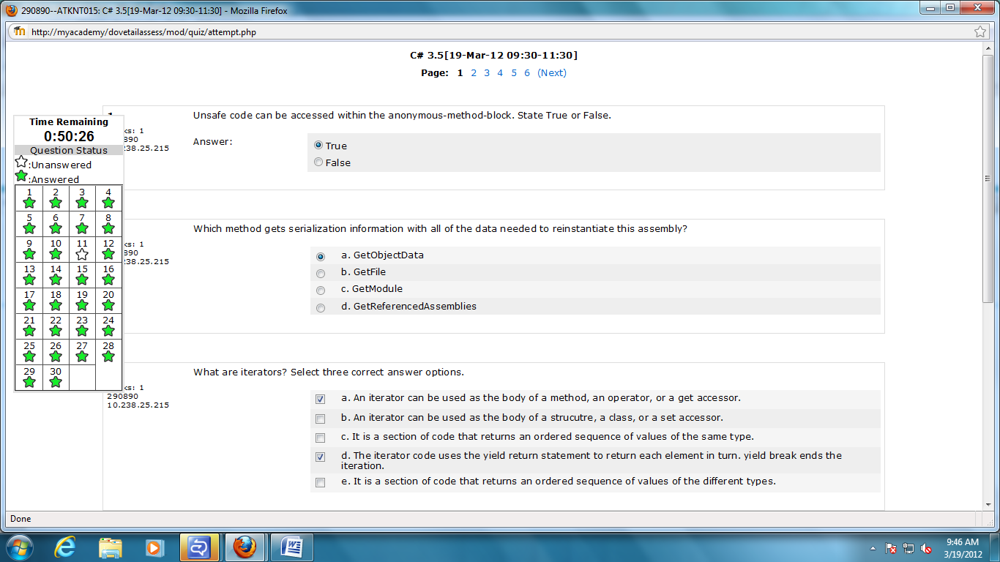 290890--ATKNT015: C# 3.5[19-Mar-12 09:30-11:30] - Mozilla Firefox
http://myacademy/dovetailassess/mod/quiz/attempt.php
C# 3.5[19-Mar-12 09:30-11:30]
Page: 1 2 3 4 5 6 (Next)
Time Remaining
0:50:26
Question Status
:Unanswered
:Answered
1 2 3 4
5 6 7 8
9 10 11 12
13 14 15 16
17 18 19 20
21 22 23 24
25 26 27 28
29 30
ks: 1
890
238.25.215
Unsafe code can be accessed within the anonymous-method-block. State True or False.
Answer:
True
False
ks: 1
890
238.25.215
Which method gets serialization information with all of the data needed to reinstantiate this assembly?
a. GetObjectData
b. GetFile
c. GetModule
d. GetReferencedAssemblies
ks: 1
290890
10.238.25.215
What are iterators? Select three correct answer options.
a. An iterator can be used as the body of a method, an operator, or a get accessor.
b. An iterator can be used as the body of a strucutre, a class, or a set accessor.
c. It is a section of code that returns an ordered sequence of values of the same type.
d. The iterator code uses the yield return statement to return each element in turn. yield break ends the
iteration.
e. It is a section of code that returns an ordered sequence of values of the different types.
Done
9:46 AM
3/19/2012